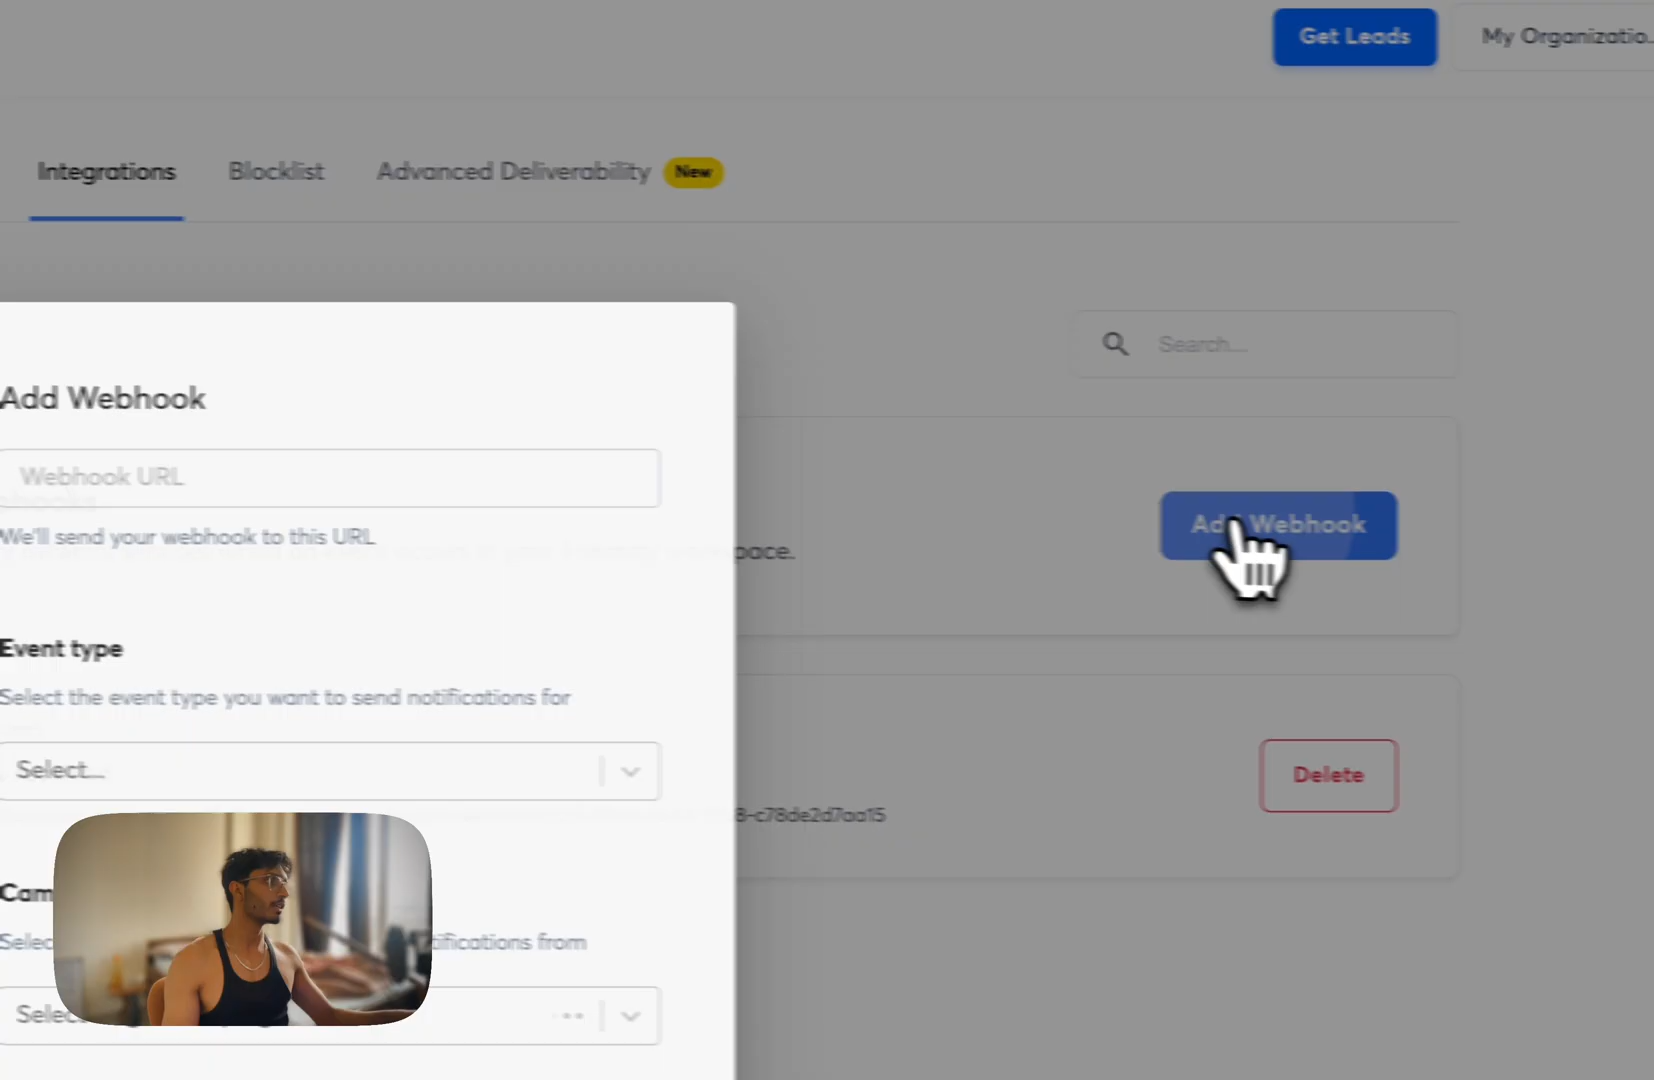 Get Leads
My Organizatio...
Integrations
Blocklist
Advanced Deliverability
New
Search...
Add Webhook
Webhook URL
We'll send your webhook to this URL
pace.
Add Webhook
Event type
Select the event type you want to send notifications for
Select...
8-c78de2d7aa15
Delete
Cam
Selec
tifications from
Selec